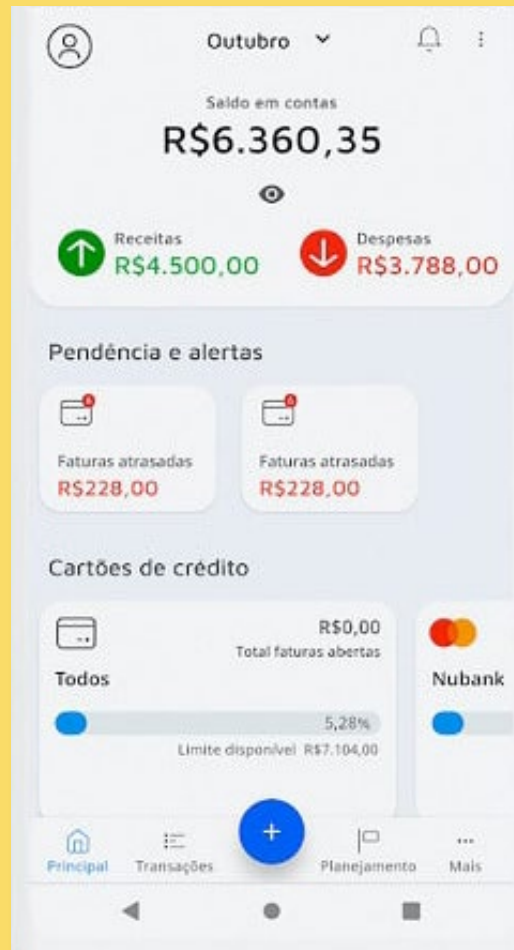 Outubro
Saldo em contas
R$6.360,35
Receitas
R$4.500,00
Despesas
R$3.788,00
Pendência e alertas
6
Faturas atrasadas
R$228,00
6
Faturas atrasadas
R$228,00
Cartões de crédito
R$0,00
Total faturas abertas
Todos
5,28%
Limite disponível R$7.104,00
Nubank
+
Principal
Transações
Planejamento
Mais